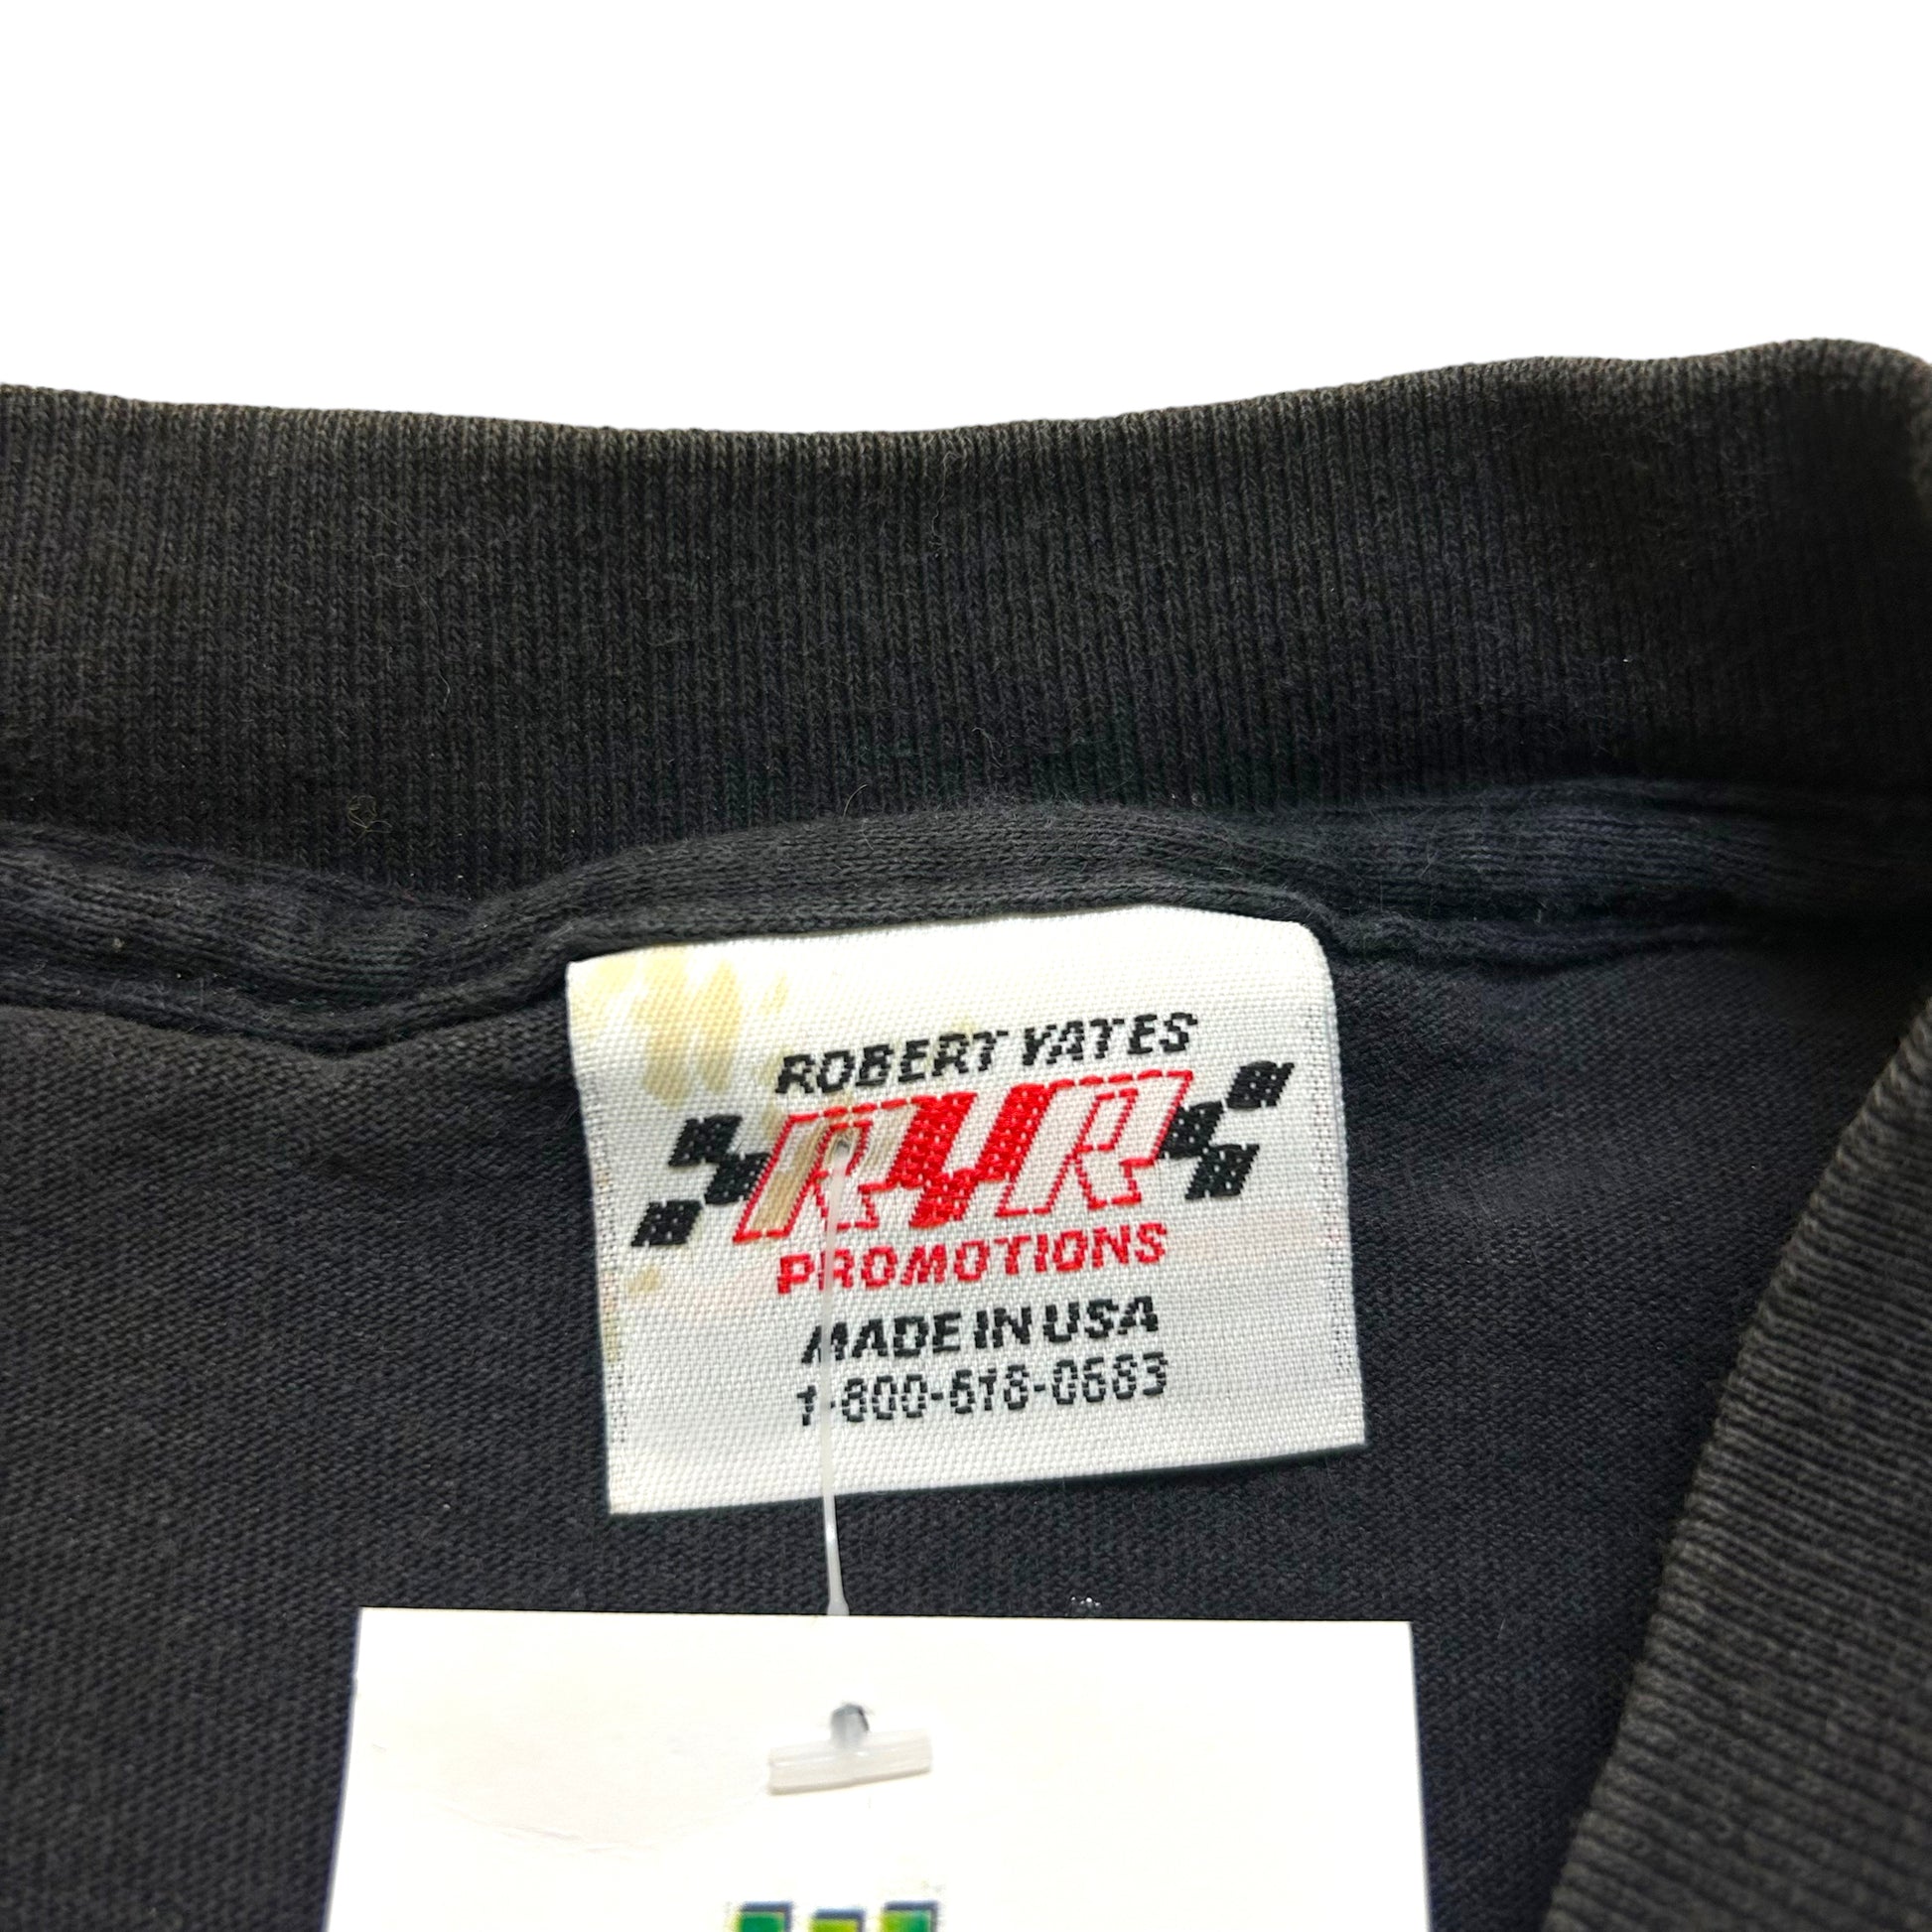 ROBERT YATES
RYR
PROMOTIONS
MADE IN USA
1-800-618-0683